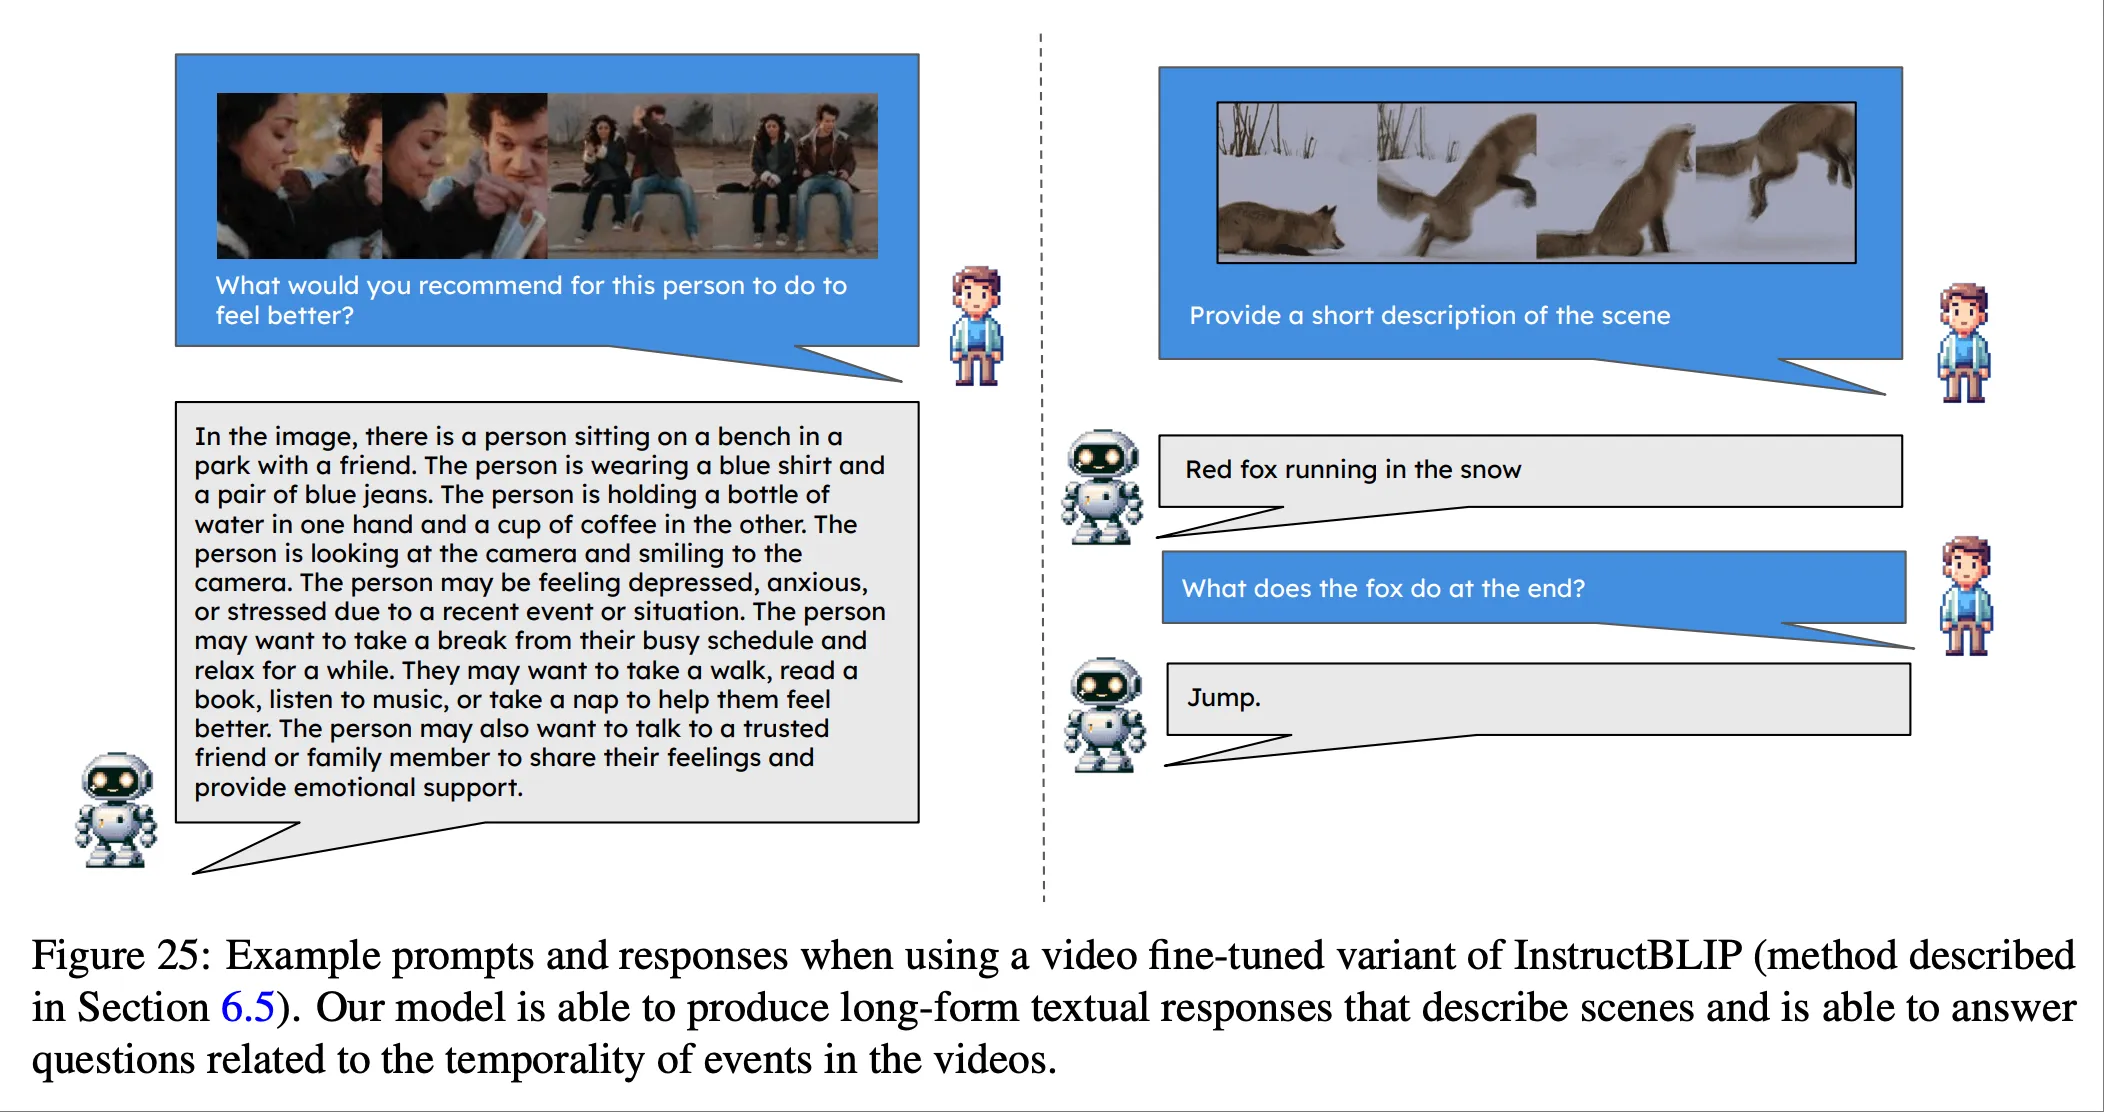 What would you recommend for this person to do to
feel better?
In the image, there is a person sitting on a bench in a
park with a friend. The person is wearing a blue shirt and
a pair of blue jeans. The person is holding a bottle of
water in one hand and a cup of coffee in the other. The
person is looking at the camera and smiling to the
camera. The person may be feeling depressed, anxious,
or stressed due to a recent event or situation. The person
may want to take a break from their busy schedule and
relax for a while. They may want to take a walk, read a
book, listen to music, or take a nap to help them feel
better. The person may also want to talk to a trusted
friend or family member to share their feelings and
provide emotional support.
Provide a short description of the scene
Red fox running in the snow
What does the fox do at the end?
Jump.
Figure 25: Example prompts and responses when using a video fine-tuned variant of InstructBLIP (method described
in Section 6.5). Our model is able to produce long-form textual responses that describe scenes and is able to answer
questions related to the temporality of events in the videos.